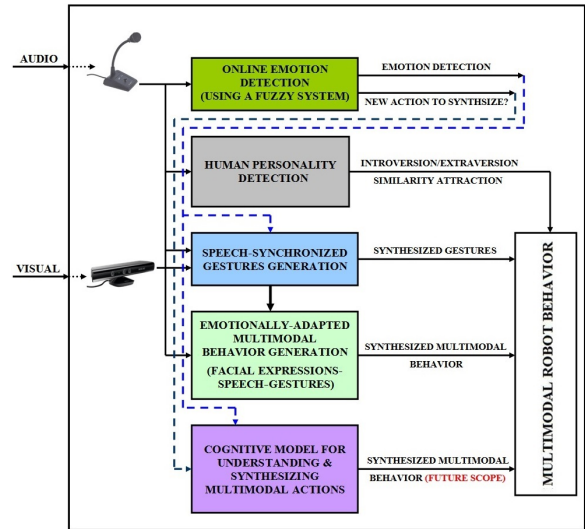 AUDIO
ONLINE EMOTION
DETECTION
(USING A FUZZY SYSTEM)
EMOTION DETECTION
NEW ACTION TO SYNTHSIZE?
HUMAN PERSONALITY
DETECTION
INTROVERSION/EXTRAVERSION
SIMILARITY ATTRACTION
VISUAL
SPEECH-SYNCHRONIZED
GESTURES GENERATION
SYNTHESIZED GESTURES
EMOTIONALLY-ADAPTED
MULTIMODAL
BEHAVIOR GENERATION
(FACIAL EXPRESSIONS-
SPEECH-GESTURES)
SYNTHESIZED MULTIMODAL
BEHAVIOR
COGNITIVE MODEL FOR
UNDERSTANDING &
SYNTHESIZING
MULTIMODAL ACTIONS
SYNTHESIZED MULTIMODAL
BEHAVIOR (FUTURE SCOPE)
MULTIMODAL ROBOT BEHAVIOR